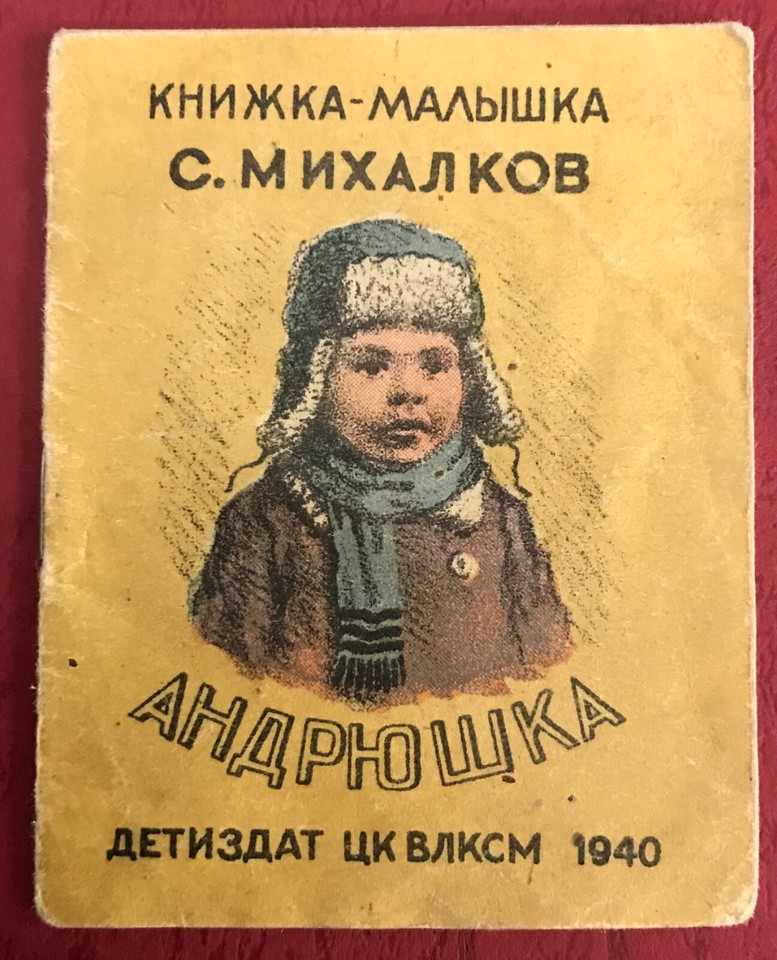 КНИЖКА-МАЛЫШКА
С. МИХАЛКОВ
АНДРЮШКА
ДЕТИЗДАТ ЦК ВЛКСМ 1940